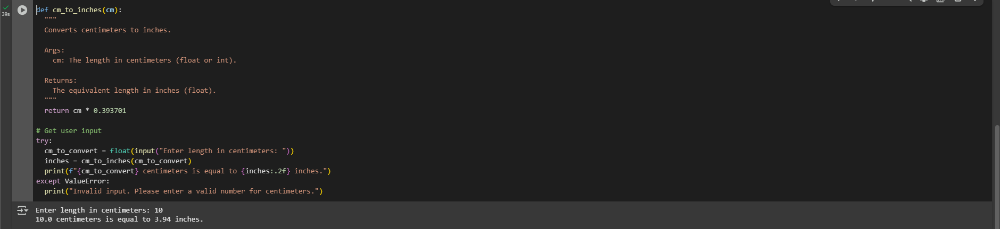 def cm_to_inches(cm):
"""
Converts centimeters to inches.
Args:
cm: The length in centimeters (float or int).
Returns:
The equivalent length in inches (float).
"""
return cm * 0.393701
# Get user input
try:
cm_to_convert = float(input("Enter length in centimeters: "))
inches = cm_to_inches(cm_to_convert)
print(f"{cm_to_convert} centimeters is equal to {inches:.2f} inches.")
except ValueError:
print("Invalid input. Please enter a valid number for centimeters.")
39s
Enter length in centimeters: 10
10.0 centimeters is equal to 3.94 inches.